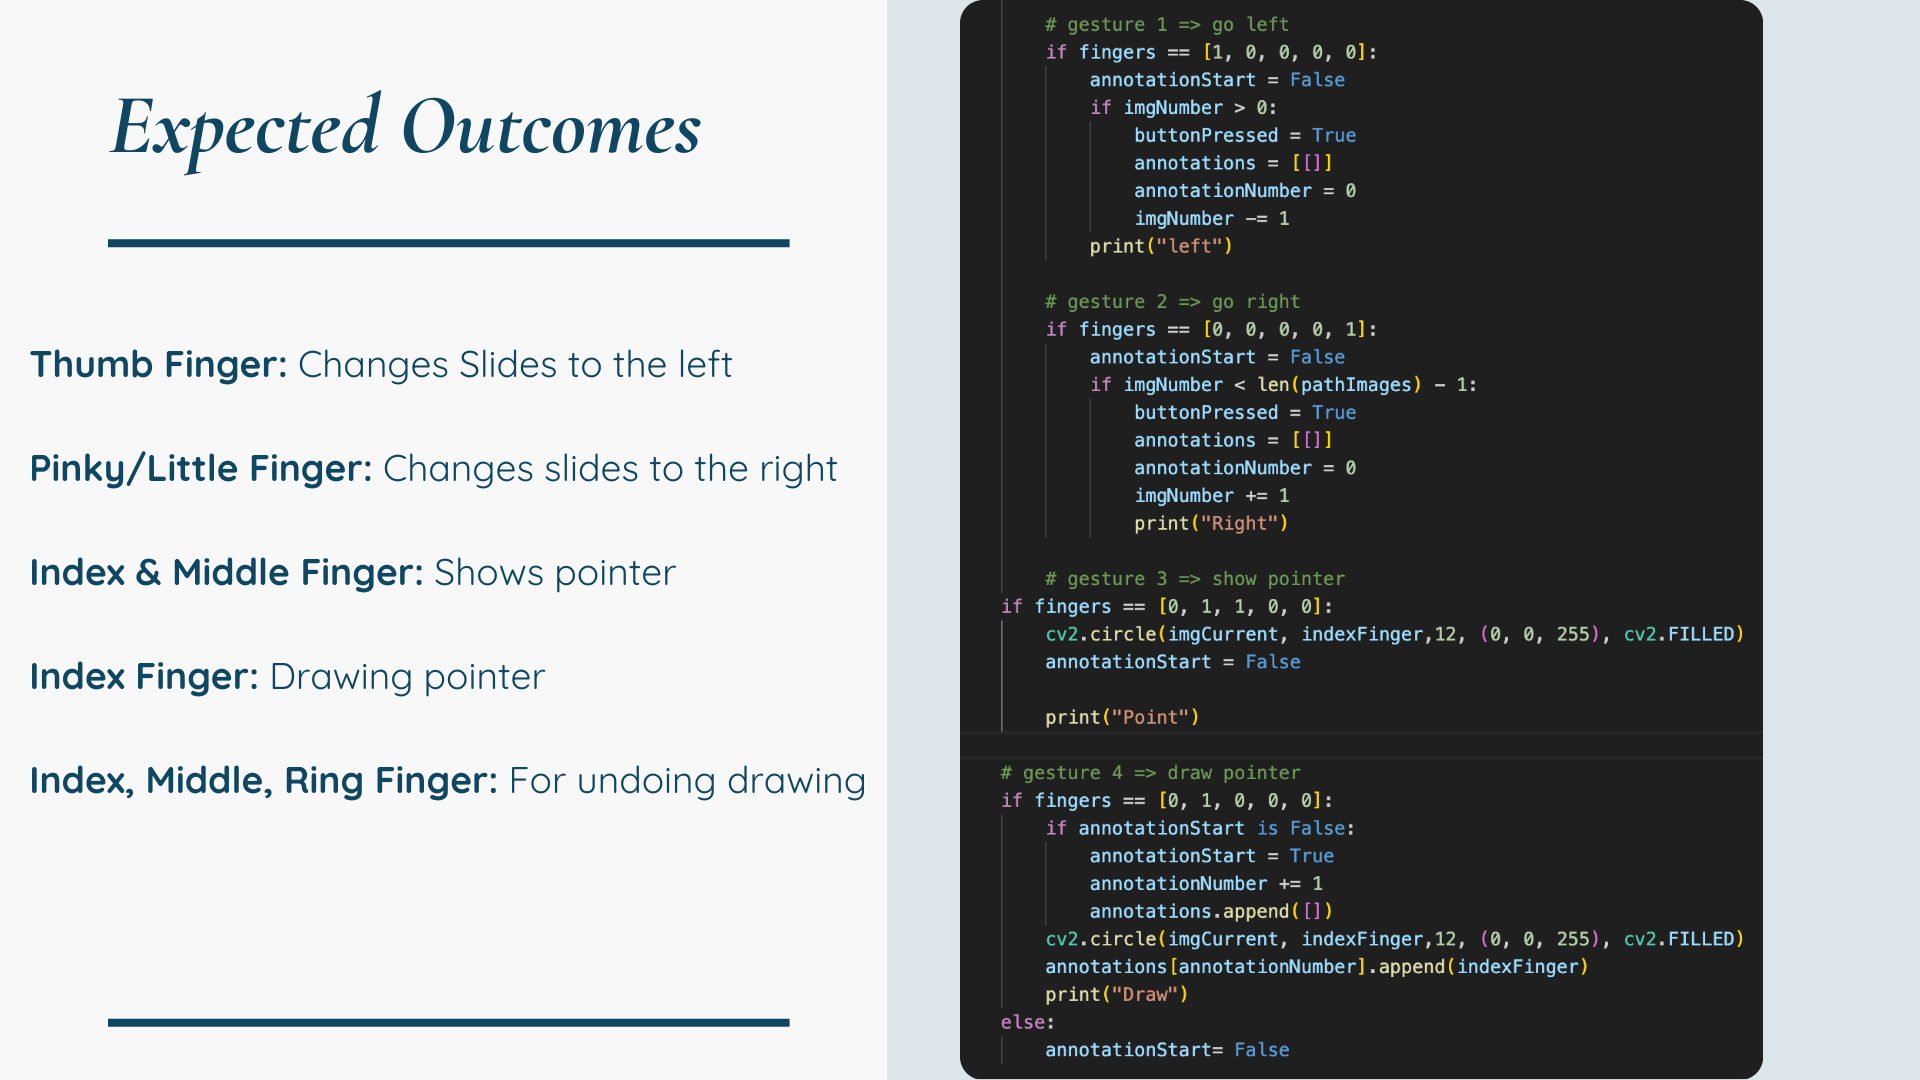 Expected Outcomes
Thumb Finger: Changes Slides to the left
Pinky/Little Finger: Changes slides to the right
Index & Middle Finger: Shows pointer
Index Finger: Drawing pointer
Index, Middle, Ring Finger: For undoing drawing
# gesture 1 => go left
if fingers == [1, 0, 0, 0, 0]:
annotationStart = False
if imgNumber > 0:
buttonPressed = True
annotations = [[]]
annotationNumber = 0
imgNumber -= 1
print("left")
# gesture 2 => go right
if fingers == [0, 0, 0, 0, 1]:
annotationStart = False
if imgNumber < len(pathImages) - 1:
buttonPressed = True
annotations = [[]]
annotationNumber = 0
imgNumber += 1
print("Right")
# gesture 3 => show pointer
if fingers == [0, 1, 1, 0, 0]:
cv2.circle(imgCurrent, indexFinger,12, (0, 0, 255), cv2.FILLED)
annotationStart = False
print("Point")
# gesture 4 => draw pointer
if fingers == [0, 1, 0, 0, 0]:
if annotationStart is False:
annotationStart = True
annotationNumber += 1
annotations.append([])
cv2.circle(imgCurrent, indexFinger,12, (0, 0, 255), cv2.FILLED)
annotations[annotationNumber].append(indexFinger)
print("Draw")
else:
annotationStart= False